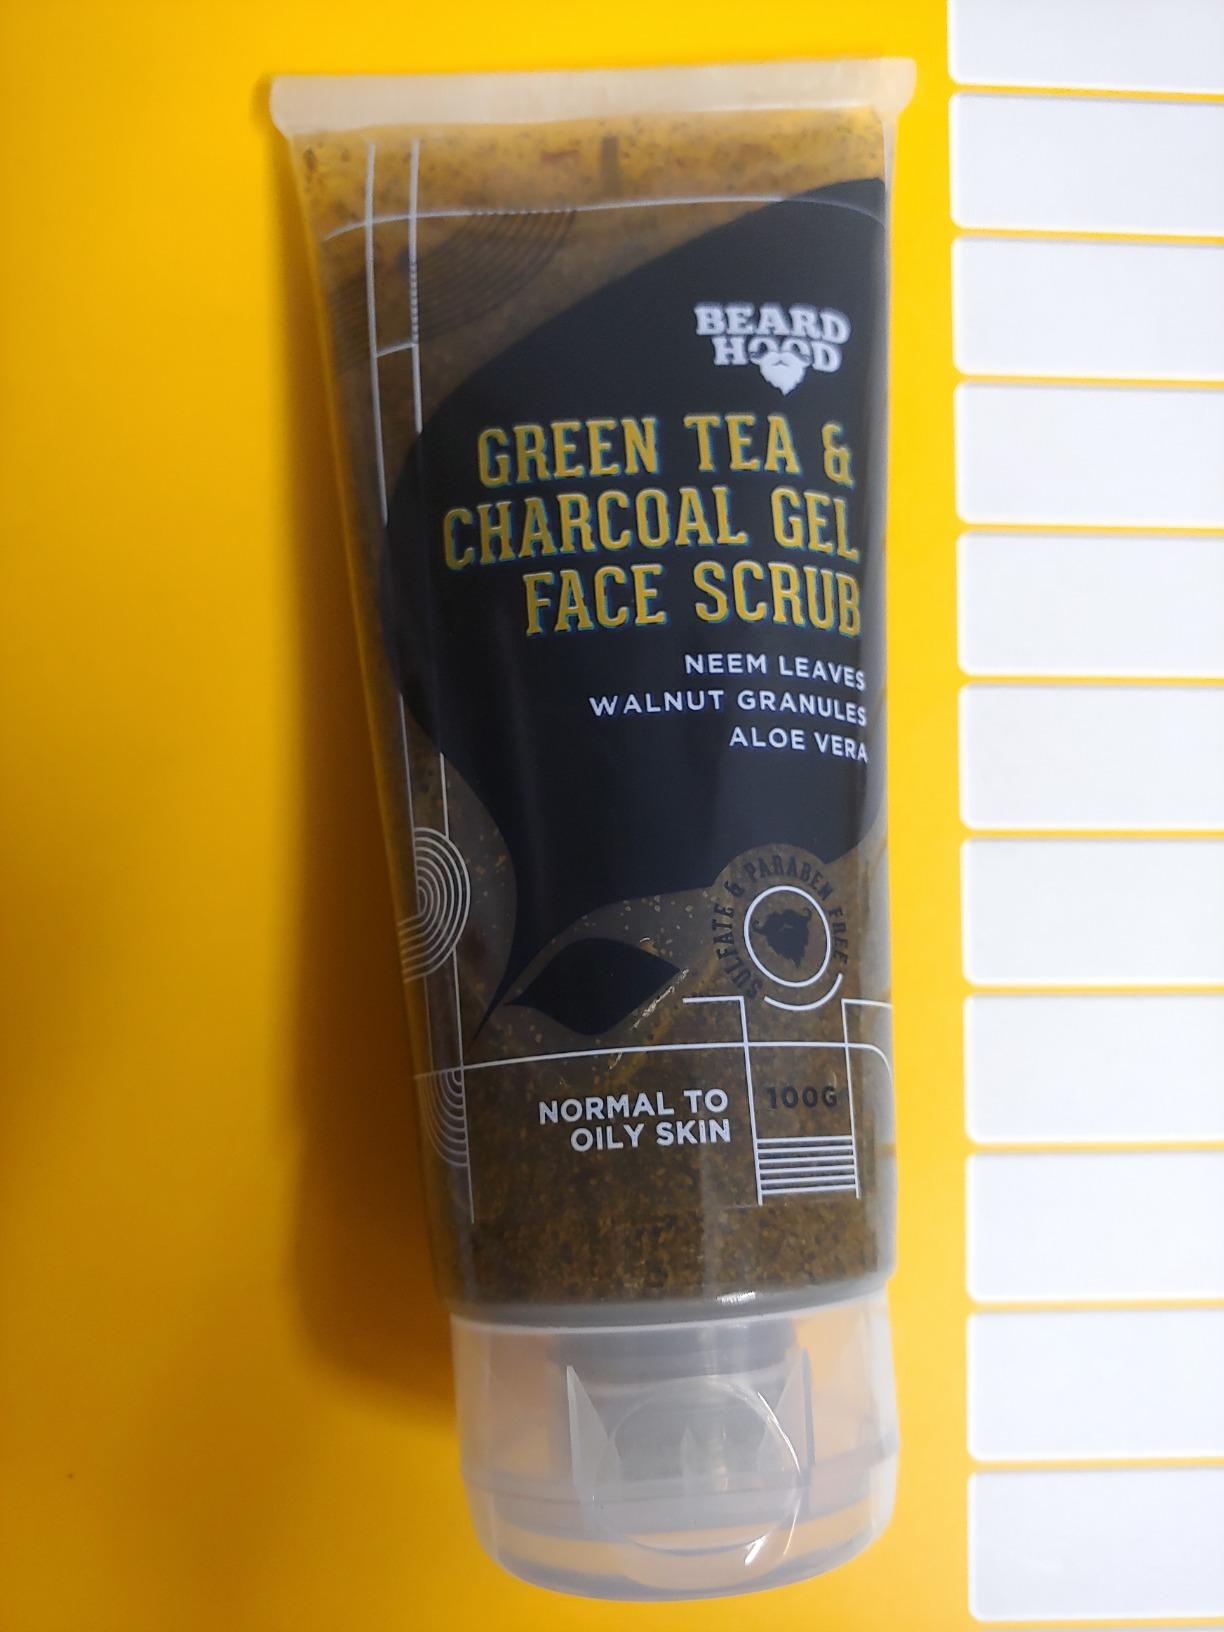 BEARD
HOOD
GREEN TEA &
CHARCOAL GEL
FACE SCRUB
NEEM LEAVES
WALNUT GRANULES
ALOE VERA
SULFATE & PARABEN FREE
NORMAL TO
OILY SKIN
100G